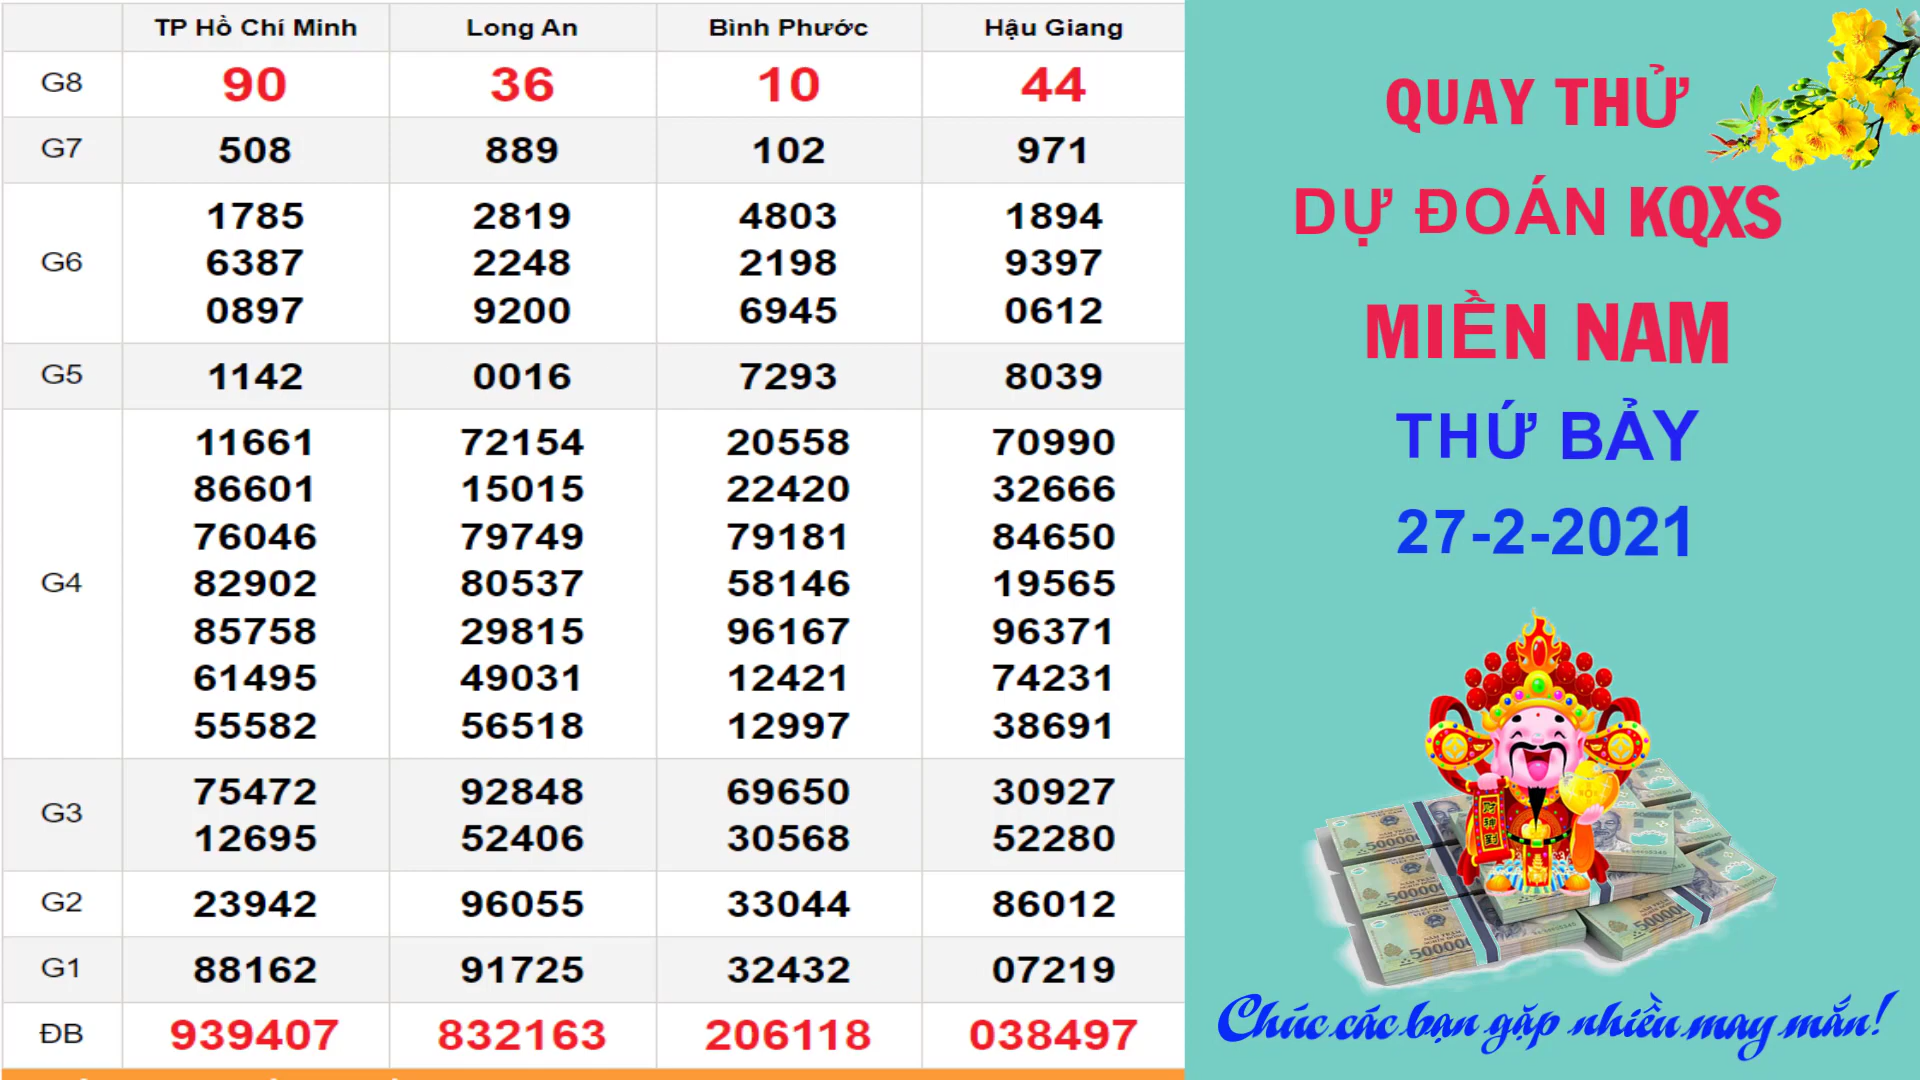 TP Hồ Chí Minh Long An Bình Phước Hậu Giang
G8 90 36 10 44
G7 508 889 102 971
1785 2819 4803 1894
G6 6387 2248 2198 9397
0897 9200 6945 0612
G5 1142 0016 7293 8039
11661 72154 20558 70990
86601 15015 22420 32666
76046 79749 79181 84650
G4 82902 80537 58146 19565
85758 29815 96167 96371
61495 49031 12421 74231
55582 56518 12997 38691
G3 75472 92848 69650 30927
12695 52406 30568 52280
G2 23942 96055 33044 86012
G1 88162 91725 32432 07219
ĐB 939407 832163 206118 038497
QUAY THỬ
DỰ ĐOÁN KQXS
MIỀN NAM
THỨ BẢY
27-2-2021
财神到
Chúc các bạn gặp nhiều may mắn!